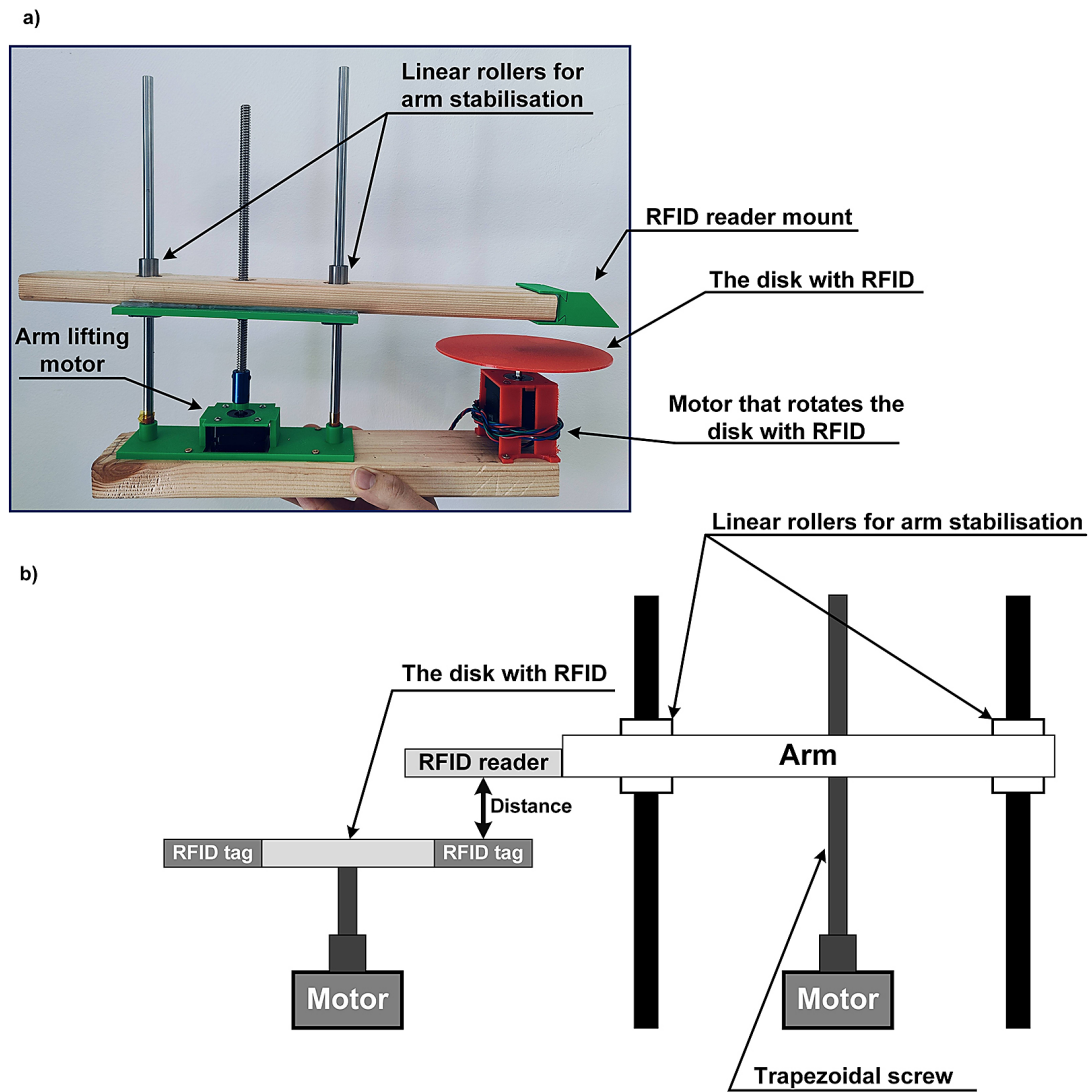 a)
Linear rollers for
arm stabilisation
RFID reader mount
The disk with RFID
Arm lifting
motor
Motor that rotates the
disk with RFID
Linear rollers for arm stabilisation
b)
The disk with RFID
RFID reader
Arm
Distance
RFID tag
RFID tag
Motor
Motor
Trapezoidal screw